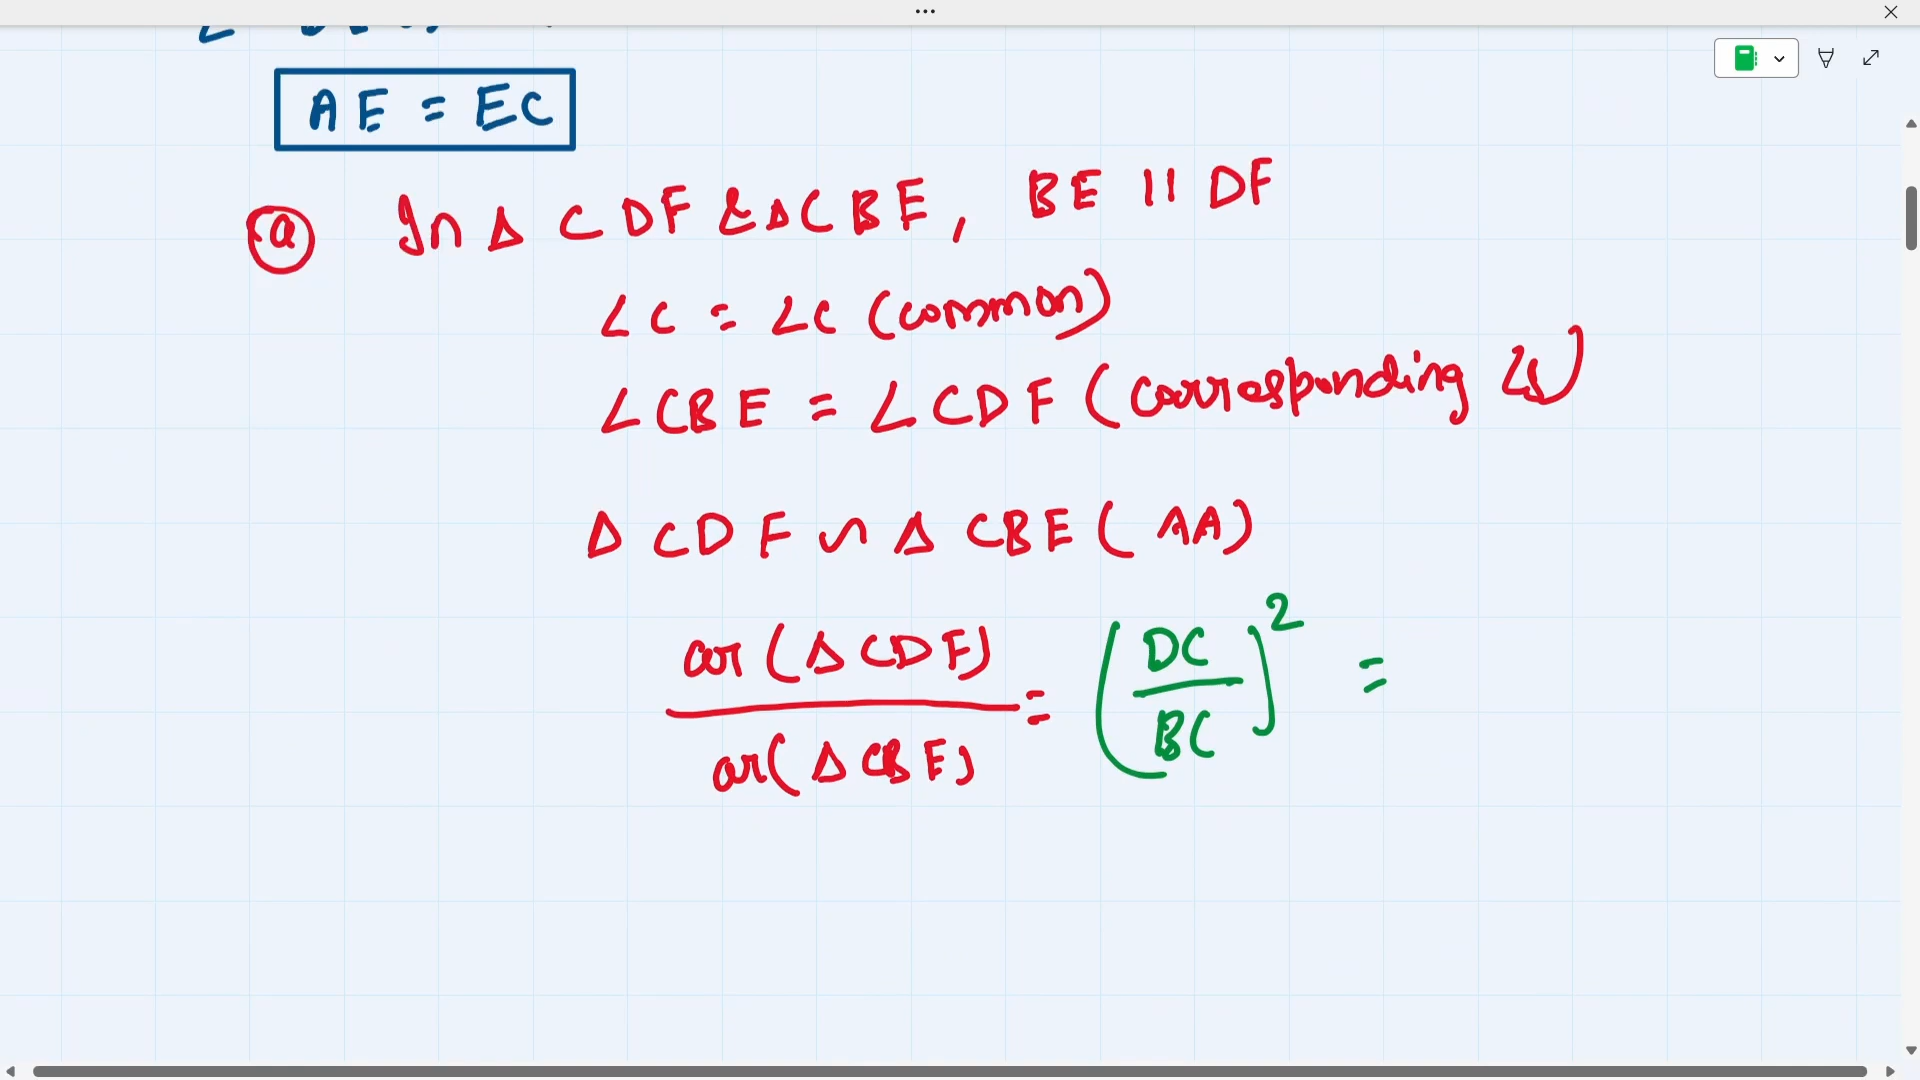 AE = EC
(a) In Δ CDF & Δ CBE, BE || DF
∠C = ∠C (common)
∠CBE = ∠CDF (corresponding ∠s)
Δ CDF ∼ Δ CBE (AA)
ar (Δ CDF) / ar (Δ CBE) = (DC / BC)² =